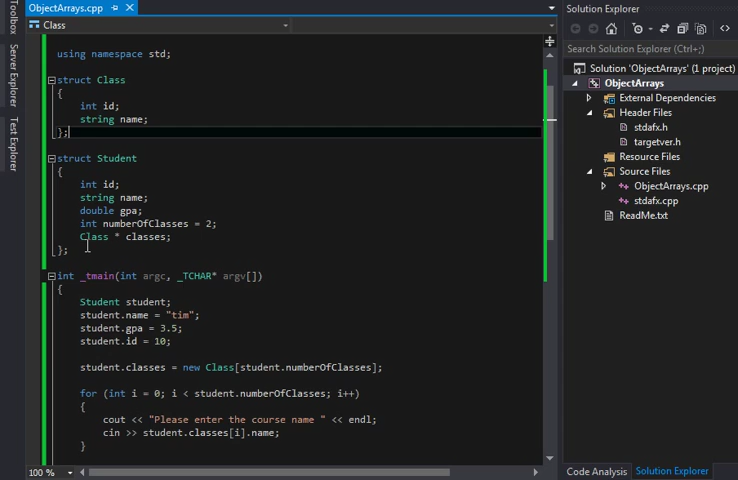 ObjectArrays.cpp
Class
Toolbox
Server Explorer
Test Explorer
using namespace std;
struct Class
{
int id;
string name;
};
struct Student
{
int id;
string name;
double gpa;
int numberOfClasses = 2;
Class * classes;
};
int _tmain(int argc, _TCHAR* argv[])
{
Student student;
student.name = "tim";
student.gpa = 3.5;
student.id = 10;
student.classes = new Class[student.numberOfClasses];
for (int i = 0; i < student.numberOfClasses; i++)
{
cout << "Please enter the course name " << endl;
cin >> student.classes[i].name;
}
100 %
Solution Explorer
Search Solution Explorer (Ctrl+;)
Solution 'ObjectArrays' (1 project)
ObjectArrays
External Dependencies
Header Files
stdafx.h
targetver.h
Resource Files
Source Files
ObjectArrays.cpp
stdafx.cpp
ReadMe.txt
Code Analysis
Solution Explorer